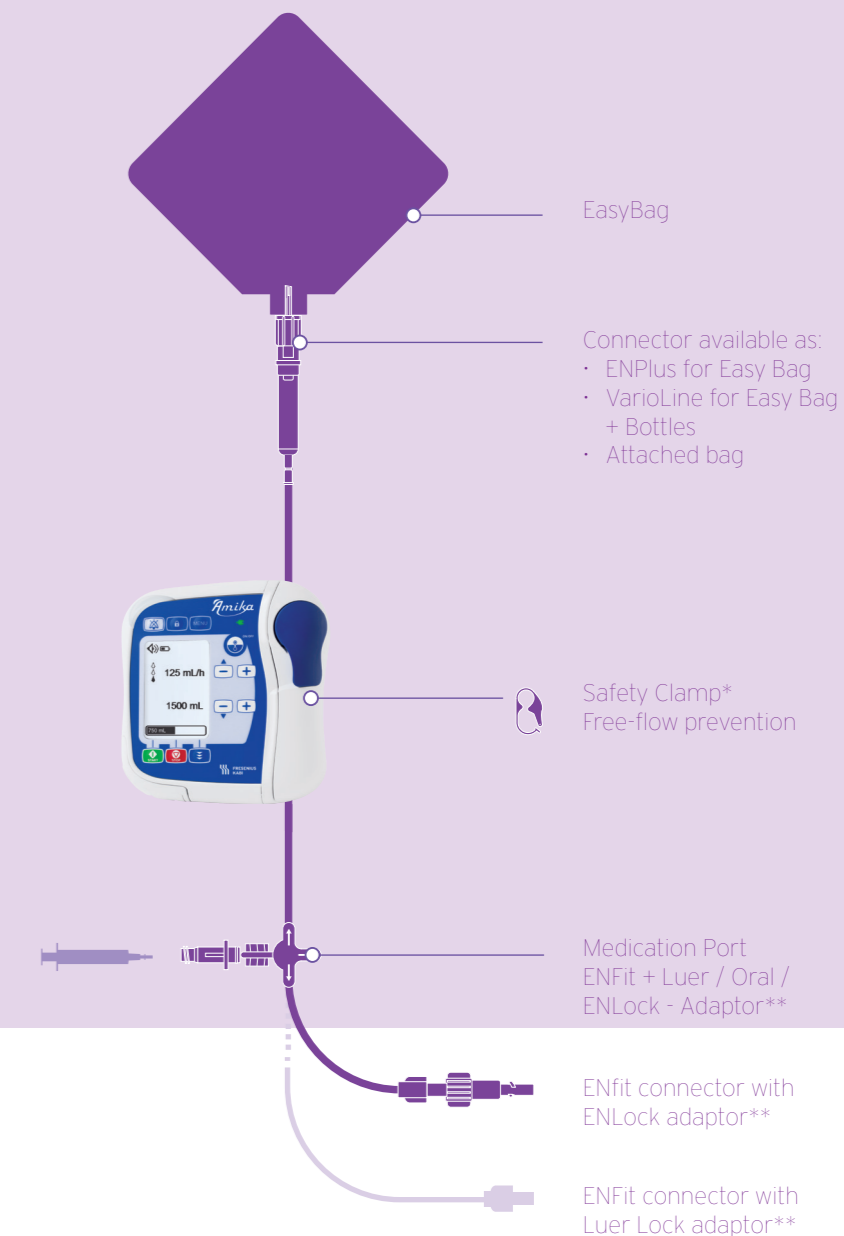 EasyBag
Connector available as:
· ENPlus for Easy Bag
· VarioLine for Easy Bag
+ Bottles
· Attached bag
Amika
125 mL/h
1500 mL
750 mL
FRESENIUS
KABI
Safety Clamp*
Free-flow prevention
Medication Port
ENFit + Luer / Oral /
ENLock - Adaptor**
ENfit connector with
ENLock adaptor**
ENFit connector with
Luer Lock adaptor**